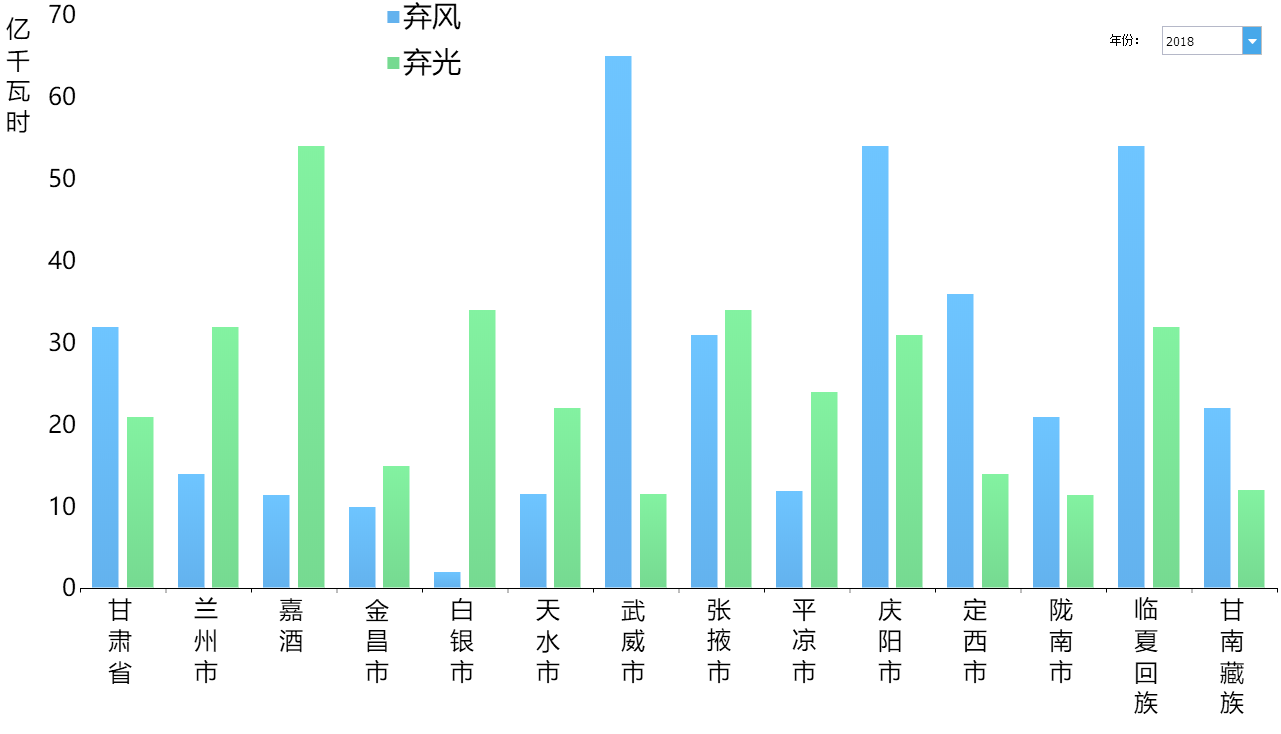 亿千瓦时
弃风
弃光
年份：
2018
70
60
50
40
30
20
10
0
甘肃省
兰州市
嘉酒
金昌市
白银市
天水市
武威市
张掖市
平凉市
庆阳市
定西市
陇南市
临夏回族
甘南藏族